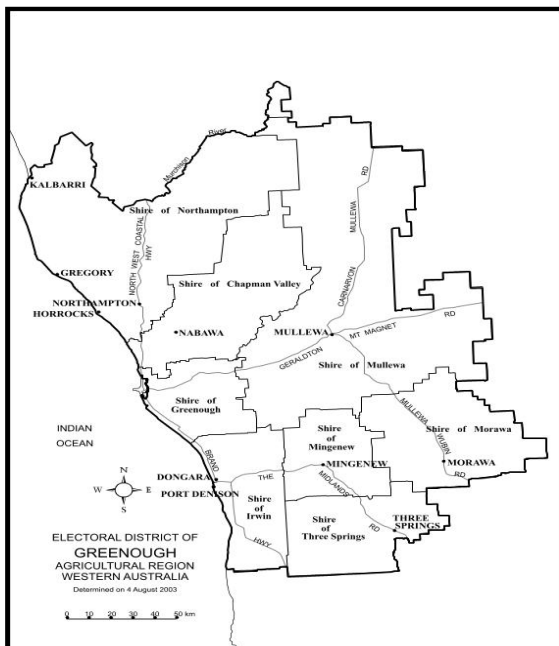 Murchison River
KALBARRI
Shire of Northampton
NORTH WEST COASTAL HWY
CARNARVON MULLEWA RD
GREGORY
Shire of Chapman Valley
NORTHAMPTON
HORROCKS
NABAWA
MULLEWA
MT MAGNET RD
GERALDTON
Shire of Mullewa
Shire of
Greenough
MULLEWA WUBIN RD
INDIAN
OCEAN
BRAND HWY
Shire
of
Mingenew
Shire of Morawa
MINGENEW
MORAWA
N
W E
S
DONGARA
PORT DENISON
THE MIDLANDS RD
Shire
of
Irwin
Shire
of
Three Springs
THREE
SPRINGS
ELECTORAL DISTRICT OF
GREENOUGH
AGRICULTURAL REGION
WESTERN AUSTRALIA
Determined on 4 August 2003
0 10 20 30 40 50 km